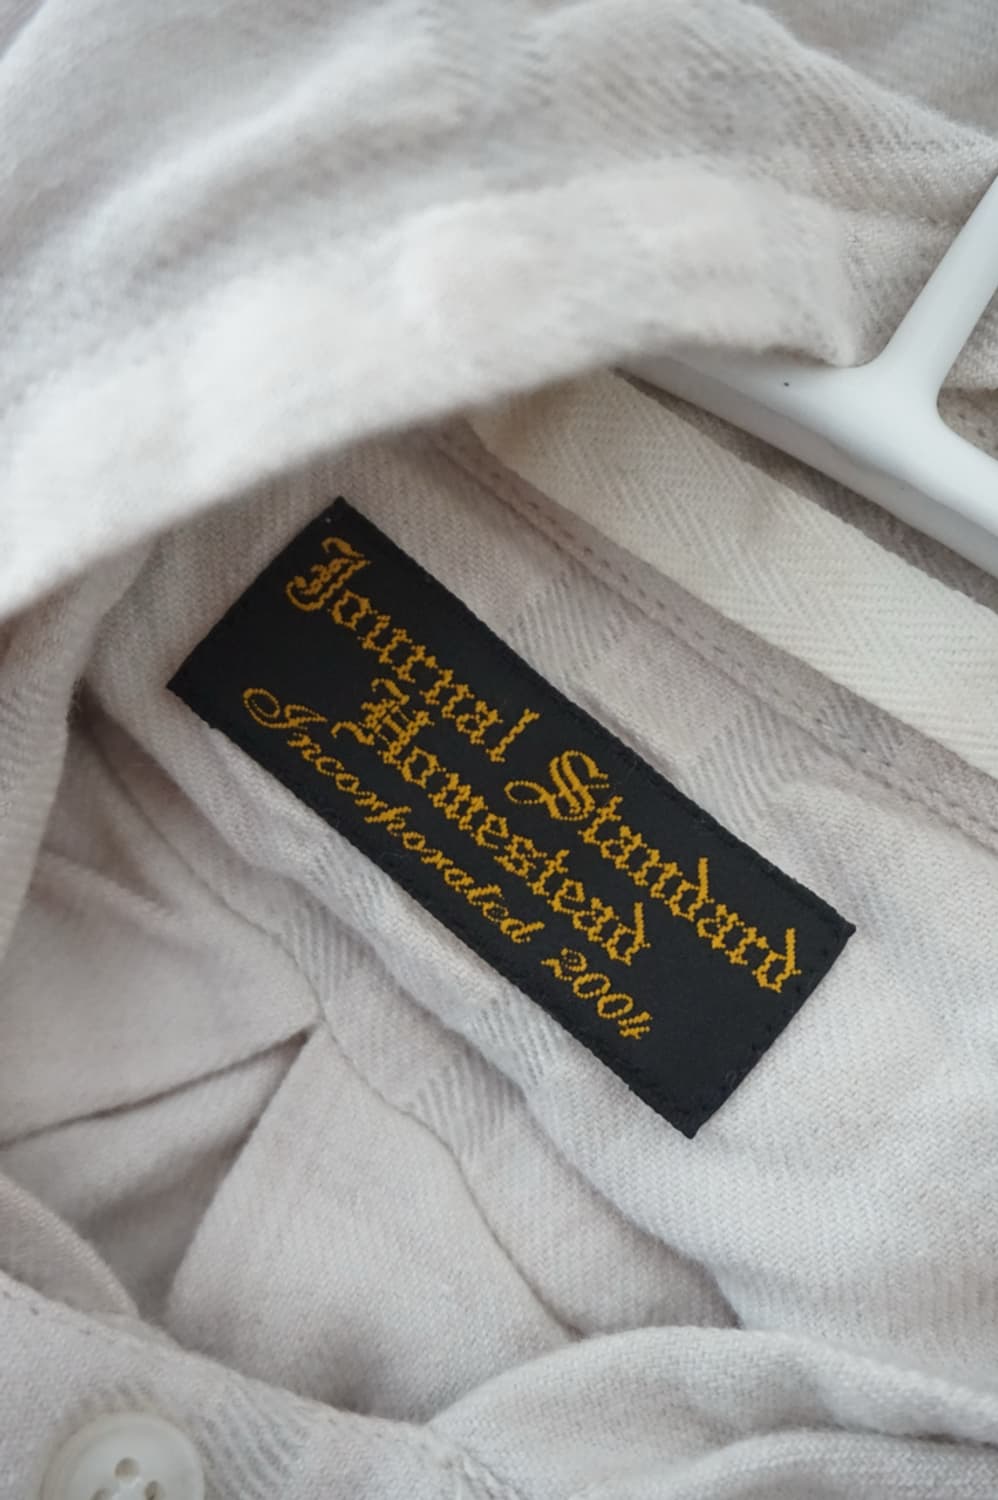 Journal Standard
Homestead
Incorporated 2004